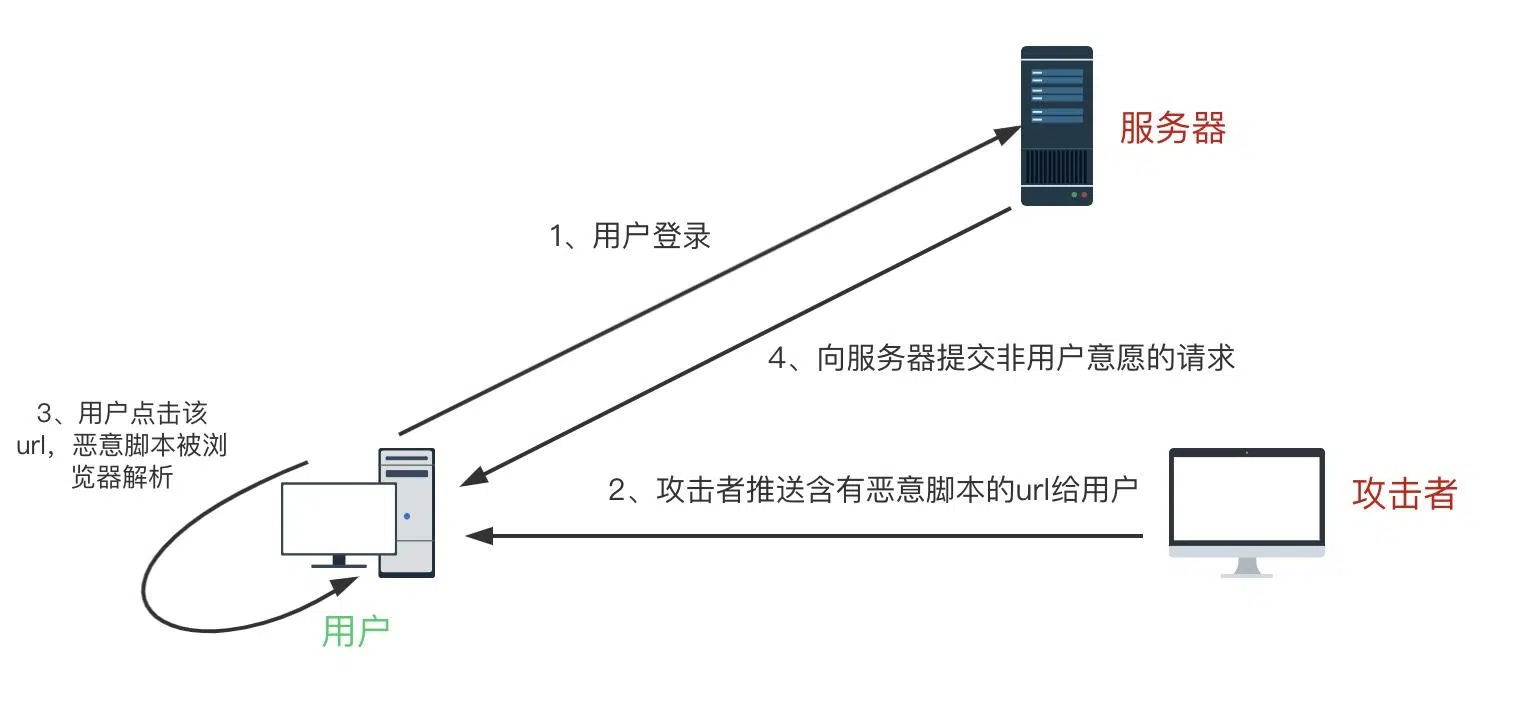 服务器
1、用户登录
4、向服务器提交非用户意愿的请求
3、用户点击该
url，恶意脚本被浏
览器解析
2、攻击者推送含有恶意脚本的url给用户
攻击者
用户